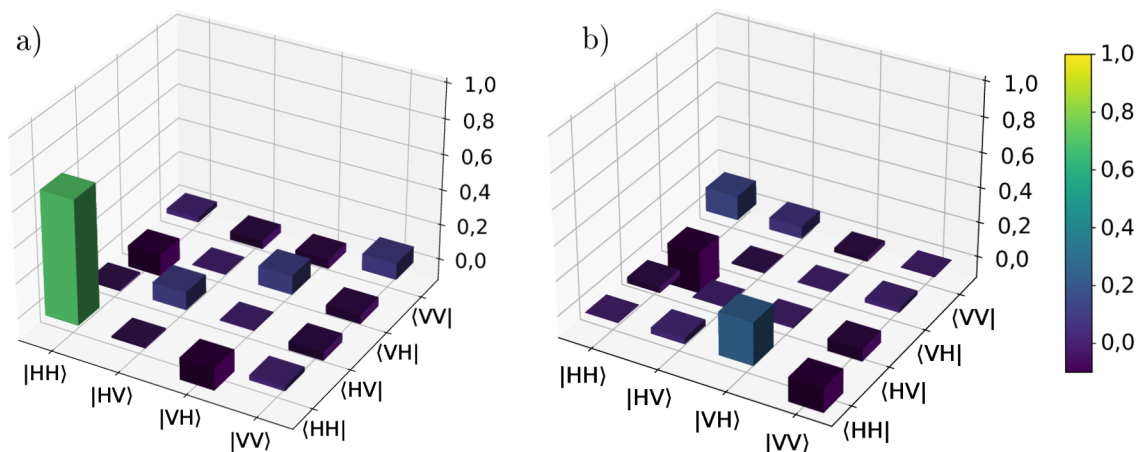 a)
1,0
0,8
0,6
0,4
0,2
0,0
|HH⟩
|HV⟩
|VH⟩
|VV⟩
⟨HH|
⟨HV|
⟨VH|
⟨VV|
b)
1,0
0,8
0,6
0,4
0,2
0,0
|HH⟩
|HV⟩
|VH⟩
|VV⟩
⟨HH|
⟨HV|
⟨VH|
⟨VV|
1,0
0,8
0,6
0,4
0,2
0,0